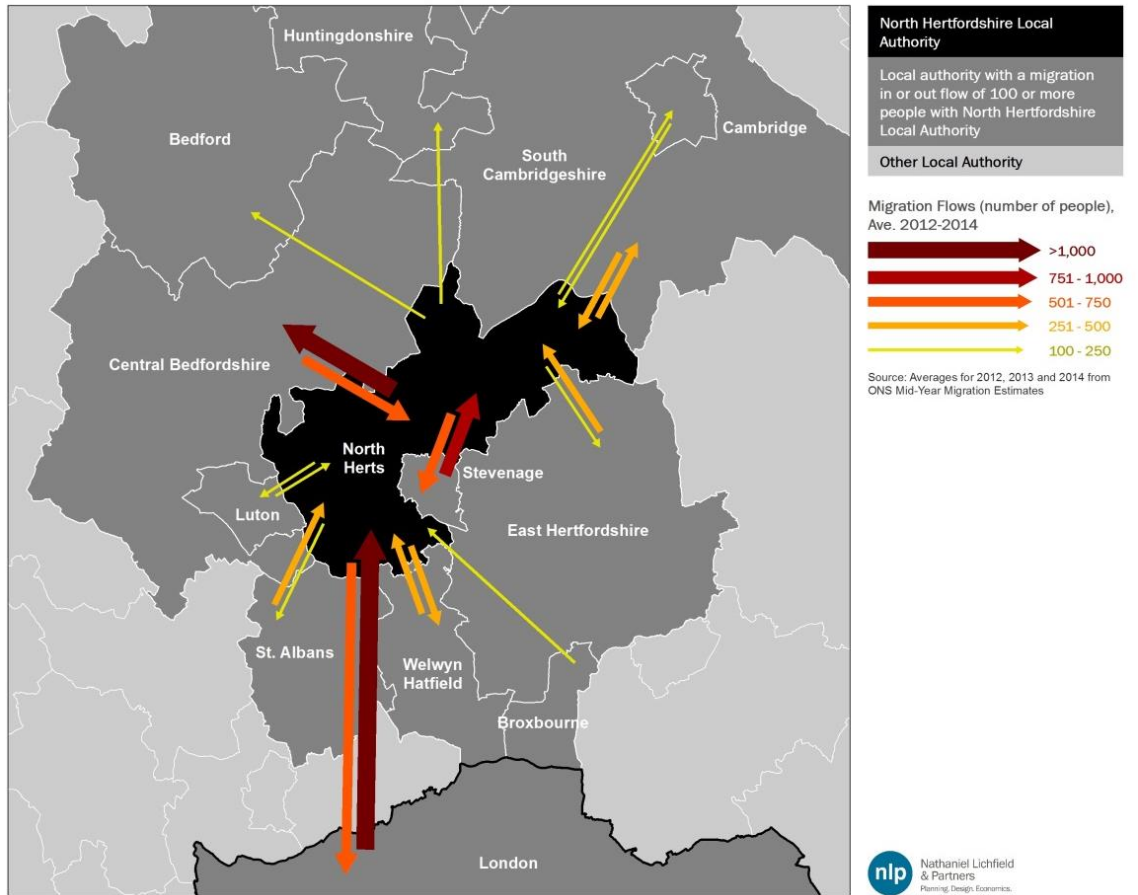 Huntingdonshire
Bedford
Cambridge
South
Cambridgeshire
Central Bedfordshire
North
Herts
Stevenage
Luton
East Hertfordshire
St. Albans
Welwyn
Hatfield
Broxbourne
London
North Hertfordshire Local
Authority
Local authority with a migration
in or out flow of 100 or more
people with North Hertfordshire
Local Authority
Other Local Authority
Migration Flows (number of people),
Ave. 2012-2014
>1,000
751 - 1,000
501 - 750
251 - 500
100 - 250
Source: Averages for 2012, 2013 and 2014 from
ONS Mid-Year Migration Estimates
nlp
Nathaniel Lichfield
& Partners
Planning. Design. Economics.